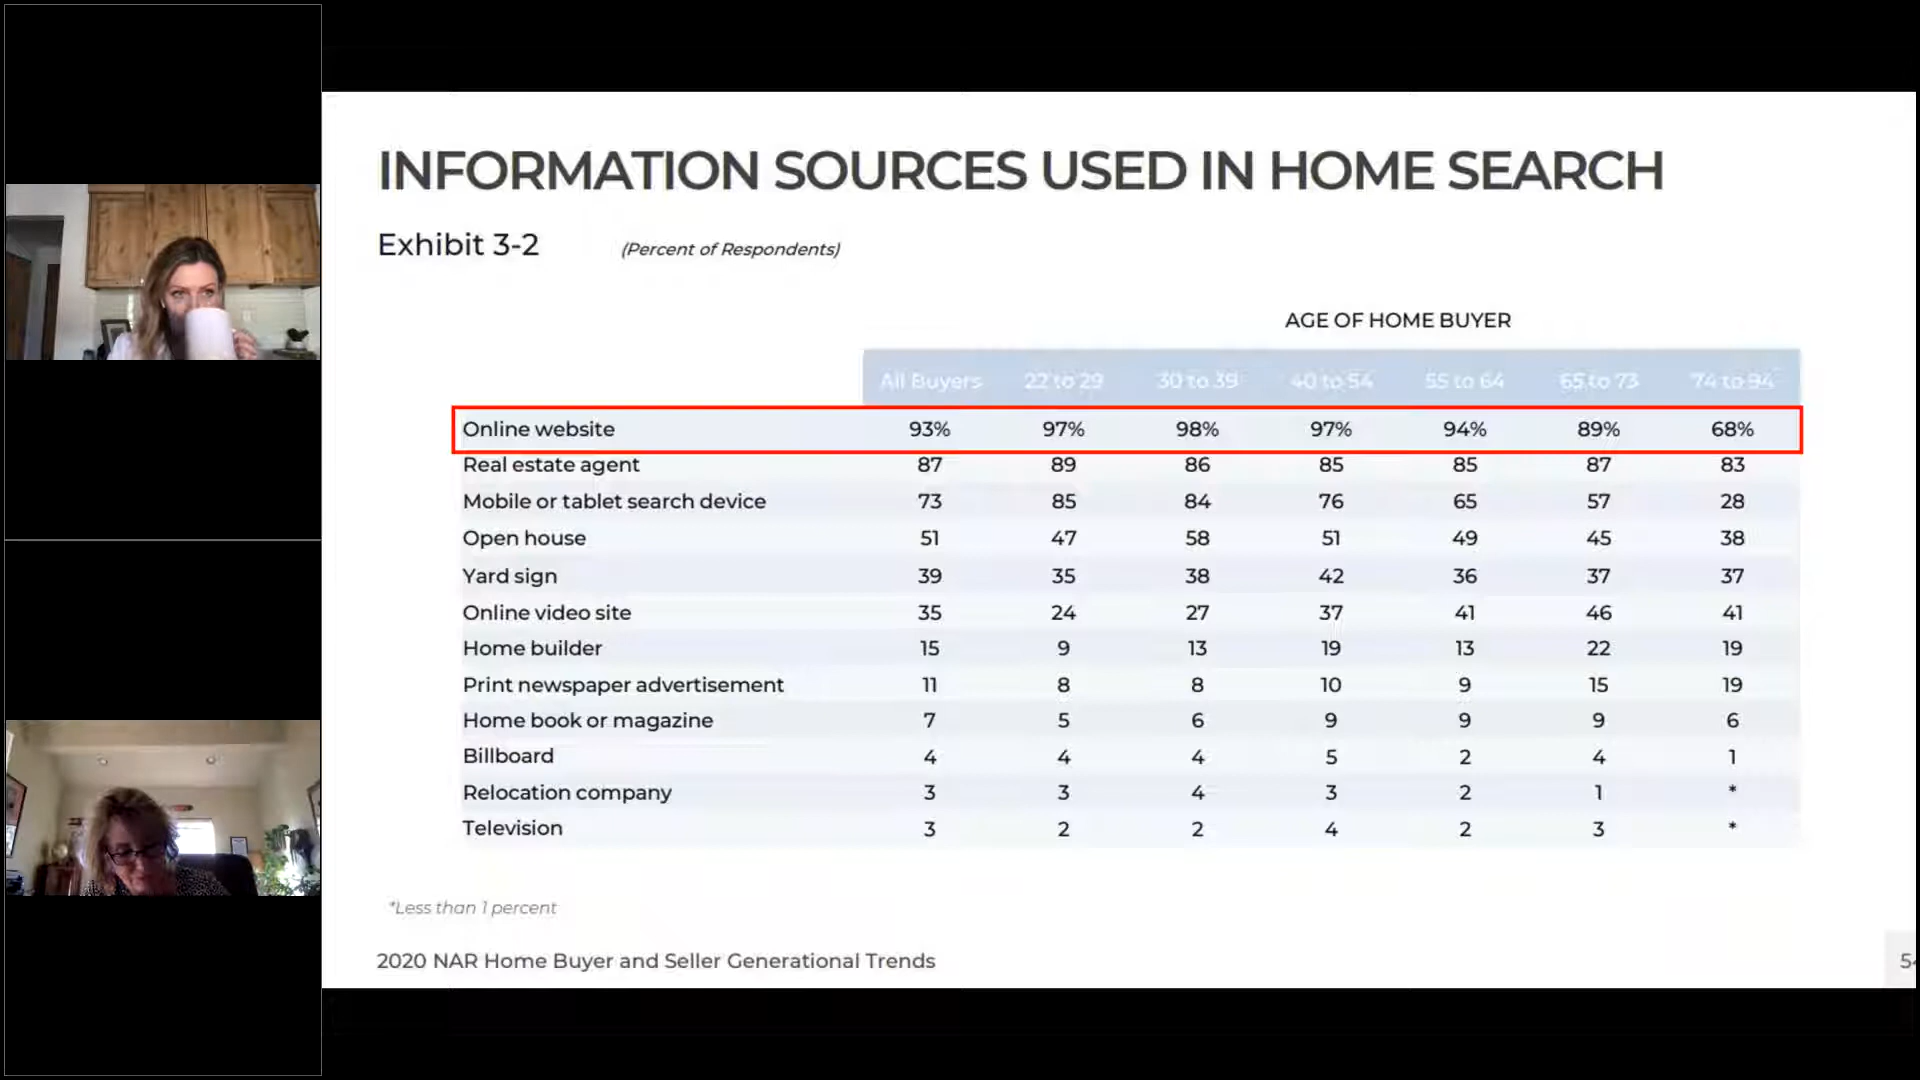 INFORMATION SOURCES USED IN HOME SEARCH
Exhibit 3-2 (Percent of Respondents)
AGE OF HOME BUYER
All Buyers 22 to 29 30 to 39 40 to 54 55 to 64 65 to 73 74 to 94
Online website 93% 97% 98% 97% 94% 89% 68%
Real estate agent 87 89 86 85 85 87 83
Mobile or tablet search device 73 85 84 76 65 57 28
Open house 51 47 58 51 49 45 38
Yard sign 39 35 38 42 36 37 37
Online video site 35 24 27 37 41 46 41
Home builder 15 9 13 19 13 22 19
Print newspaper advertisement 11 8 8 10 9 15 19
Home book or magazine 7 5 6 9 9 9 6
Billboard 4 4 4 5 2 4 1
Relocation company 3 3 4 3 2 1 *
Television 3 2 2 4 2 3 *
*Less than 1 percent
2020 NAR Home Buyer and Seller Generational Trends